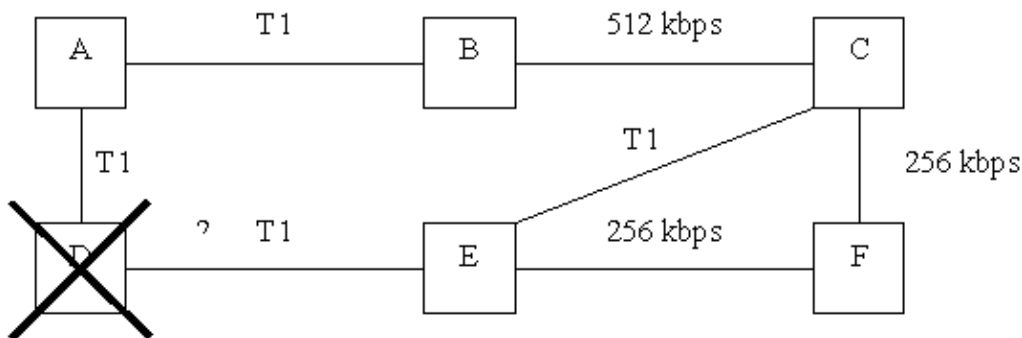 T1 512 kbps
A B C
T1
T1 256 kbps
? T1 256 kbps
D E F